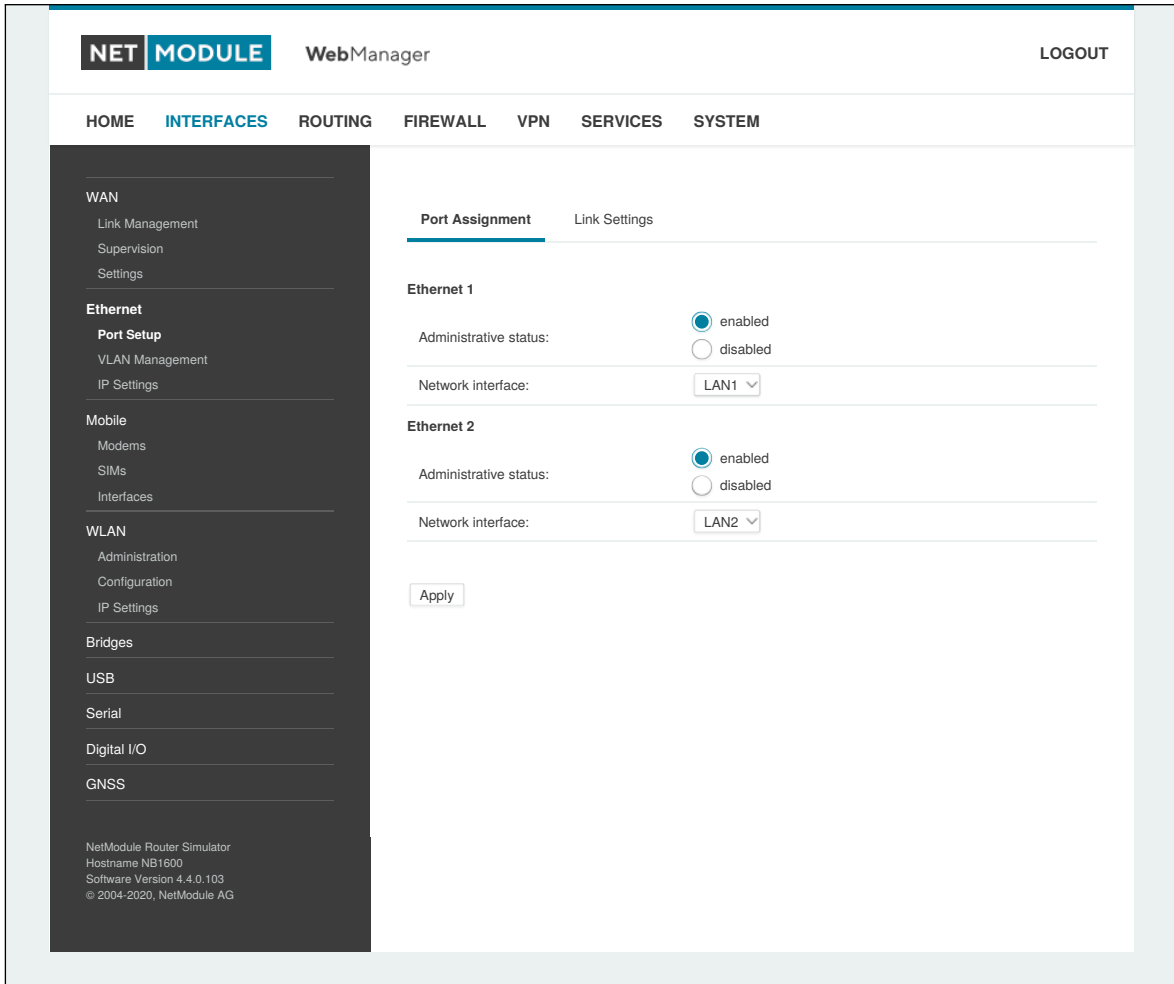 NET MODULE WebManager LOGOUT
HOME INTERFACES ROUTING FIREWALL VPN SERVICES SYSTEM
WAN
Link Management
Supervision
Settings
Ethernet
Port Setup
VLAN Management
IP Settings
Mobile
Modems
SIMs
Interfaces
WLAN
Administration
Configuration
IP Settings
Bridges
USB
Serial
Digital I/O
GNSS
NetModule Router Simulator
Hostname NB1600
Software Version 4.4.0.103
© 2004-2020, NetModule AG
Port Assignment Link Settings
Ethernet 1
Administrative status:
enabled
disabled
Network interface: LAN1
Ethernet 2
Administrative status:
enabled
disabled
Network interface: LAN2
Apply